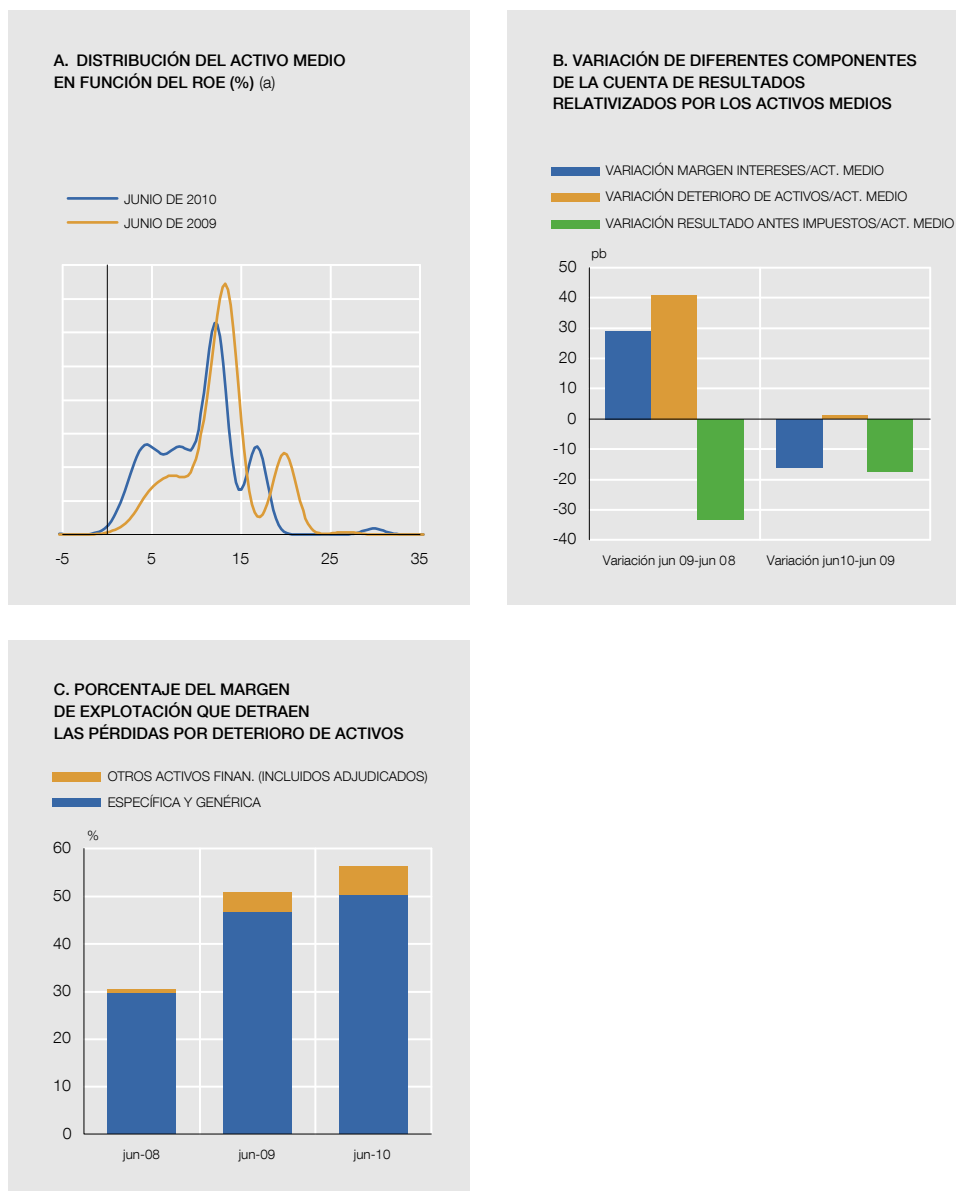 A. DISTRIBUCIÓN DEL ACTIVO MEDIO
EN FUNCIÓN DEL ROE (%) (a)
JUNIO DE 2010
JUNIO DE 2009
-5 5 15 25 35
B. VARIACIÓN DE DIFERENTES COMPONENTES
DE LA CUENTA DE RESULTADOS
RELATIVIZADOS POR LOS ACTIVOS MEDIOS
VARIACIÓN MARGEN INTERESES/ACT. MEDIO
VARIACIÓN DETERIORO DE ACTIVOS/ACT. MEDIO
VARIACIÓN RESULTADO ANTES IMPUESTOS/ACT. MEDIO
pb
50
40
30
20
10
0
-10
-20
-30
-40
Variación jun 09-jun 08 Variación jun10-jun 09
C. PORCENTAJE DEL MARGEN
DE EXPLOTACIÓN QUE DETRAEN
LAS PÉRDIDAS POR DETERIORO DE ACTIVOS
OTROS ACTIVOS FINAN. (INCLUIDOS ADJUDICADOS)
ESPECÍFICA Y GENÉRICA
%
60
50
40
30
20
10
0
jun-08 jun-09 jun-10